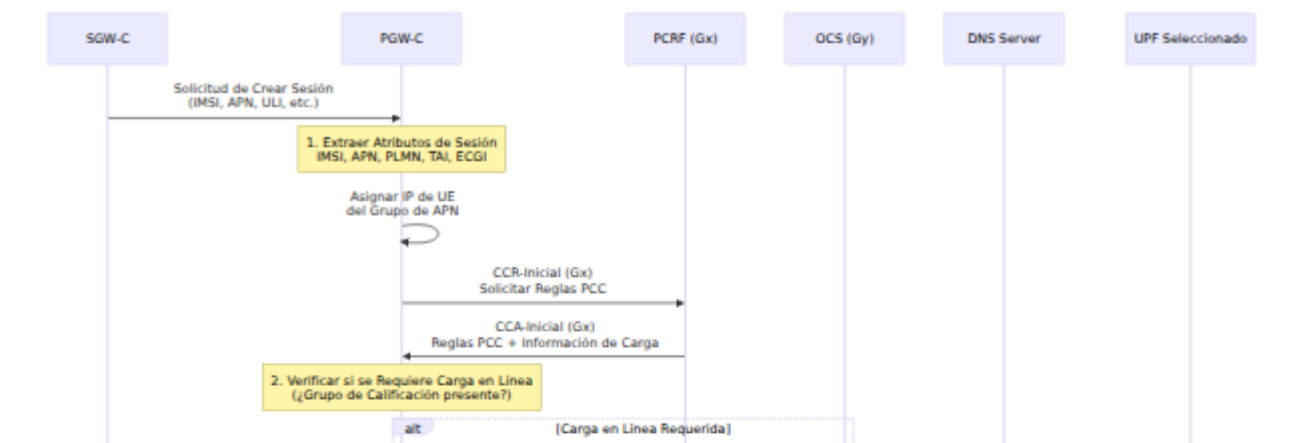 SGW-C
PGW-C
PCRF (Gx)
OCS (Gy)
DNS Server
UPF Seleccionado
Solicitud de Crear Sesión
(IMSI, APN, ULI, etc.)
1. Extraer Atributos de Sesión
IMSI, APN, PLMN, TAI, ECGI
Asignar IP de UE
del Grupo de APN
CCR-Inicial (Gx)
Solicitar Reglas PCC
CCA-Inicial (Gx)
Reglas PCC + Información de Carga
2. Verificar si se Requiere Carga en Línea
(¿Grupo de Calificación presente?)
alt
[Carga en Línea Requerida]